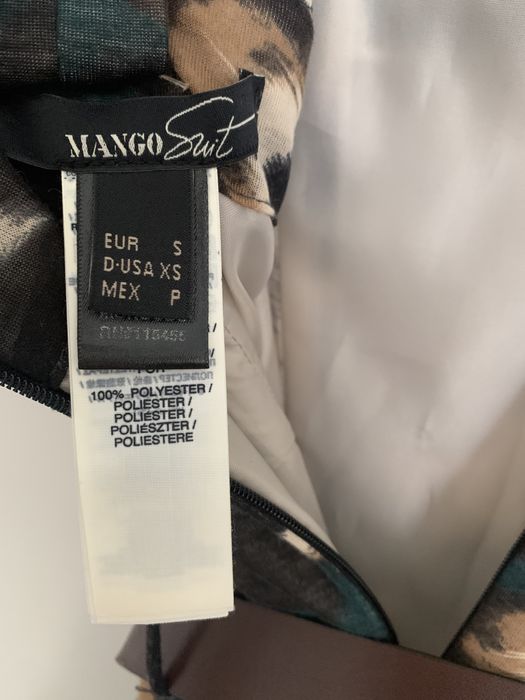 MANGO Suit
EUR S
D·USA XS
MEX P
100% POLYESTER /
POLIESTER /
POLIÉSTER /
POLIÉSZTER /
POLIESTERE